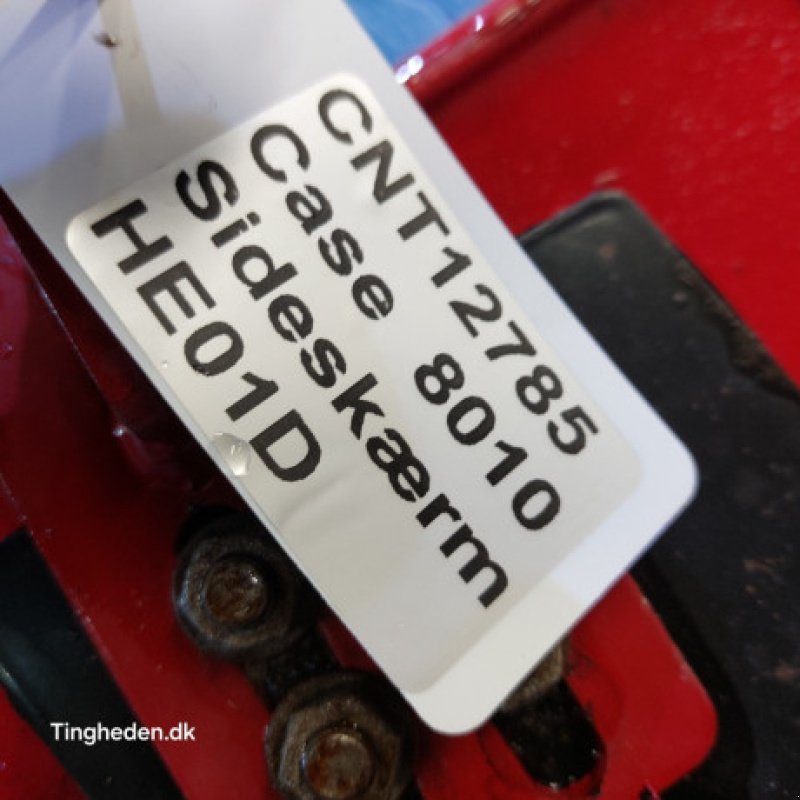 CNT12785
Case 8010
Sideskærm
HE01D
Tingheden.dk